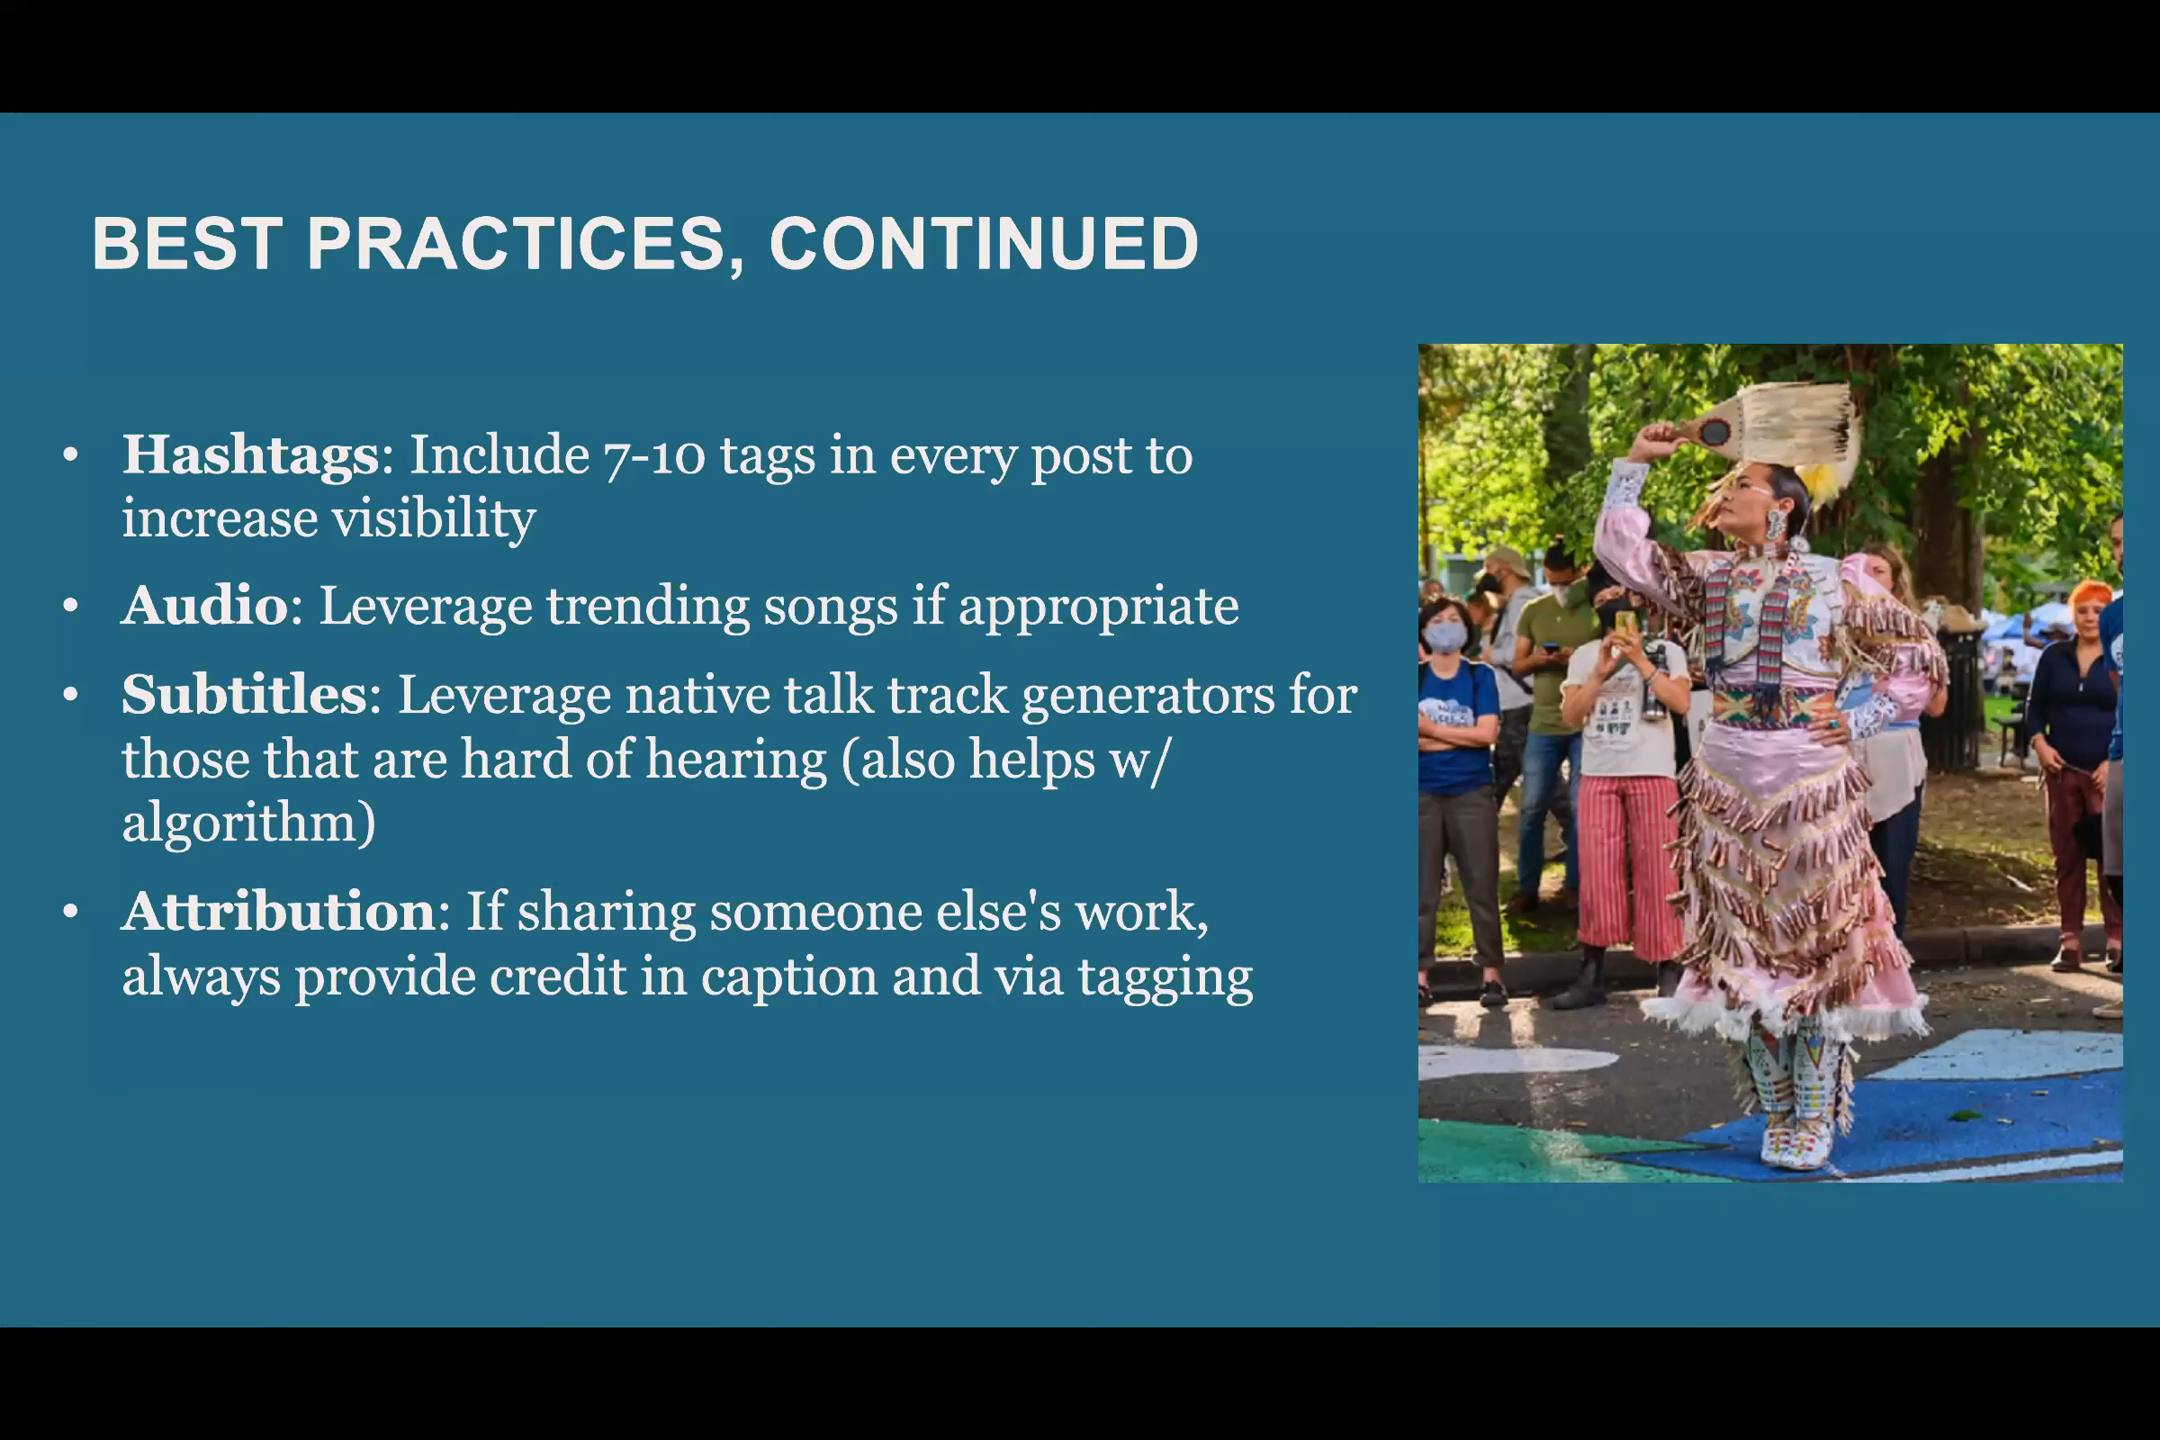 BEST PRACTICES, CONTINUED
• Hashtags: Include 7-10 tags in every post to
increase visibility
• Audio: Leverage trending songs if appropriate
• Subtitles: Leverage native talk track generators for
those that are hard of hearing (also helps w/
algorithm)
• Attribution: If sharing someone else's work,
always provide credit in caption and via tagging